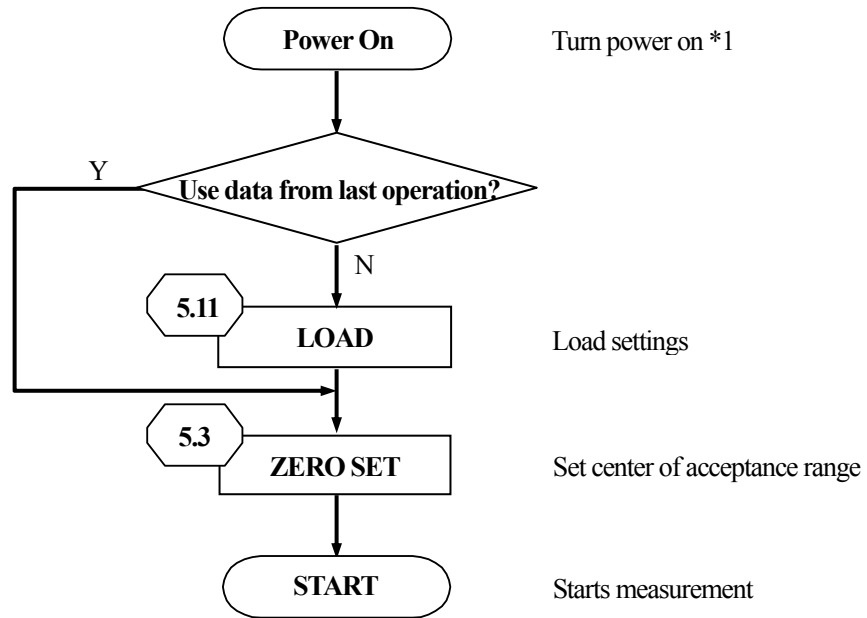 Power On
Turn power on *1
Y
Use data from last operation?
N
5.11
LOAD
Load settings
5.3
ZERO SET
Set center of acceptance range
START
Starts measurement